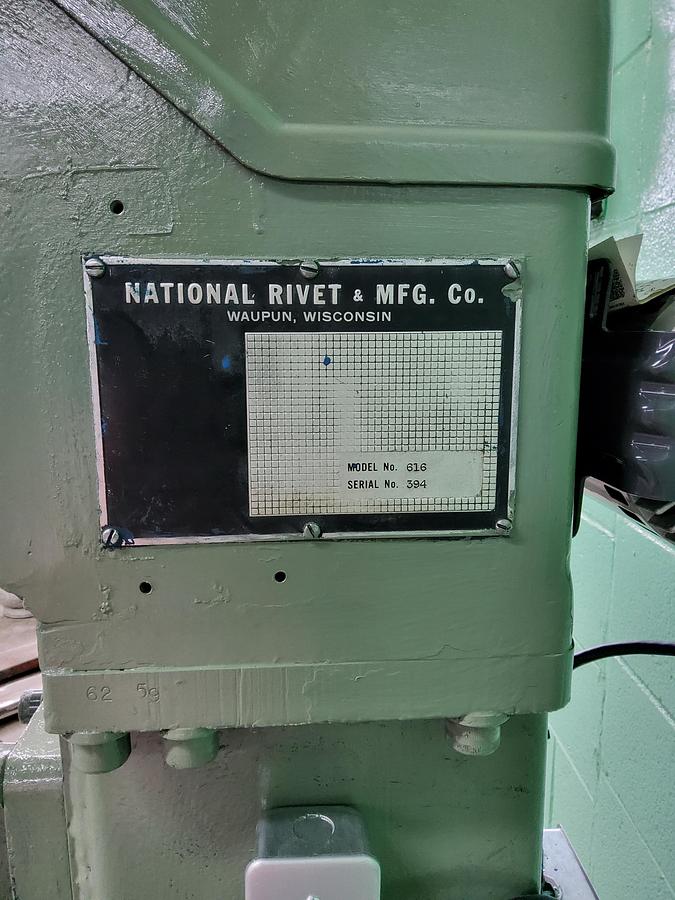 NATIONAL RIVET & MFG. Co.
WAUPUN, WISCONSIN
MODEL No. 616
SERIAL No. 394
62 59